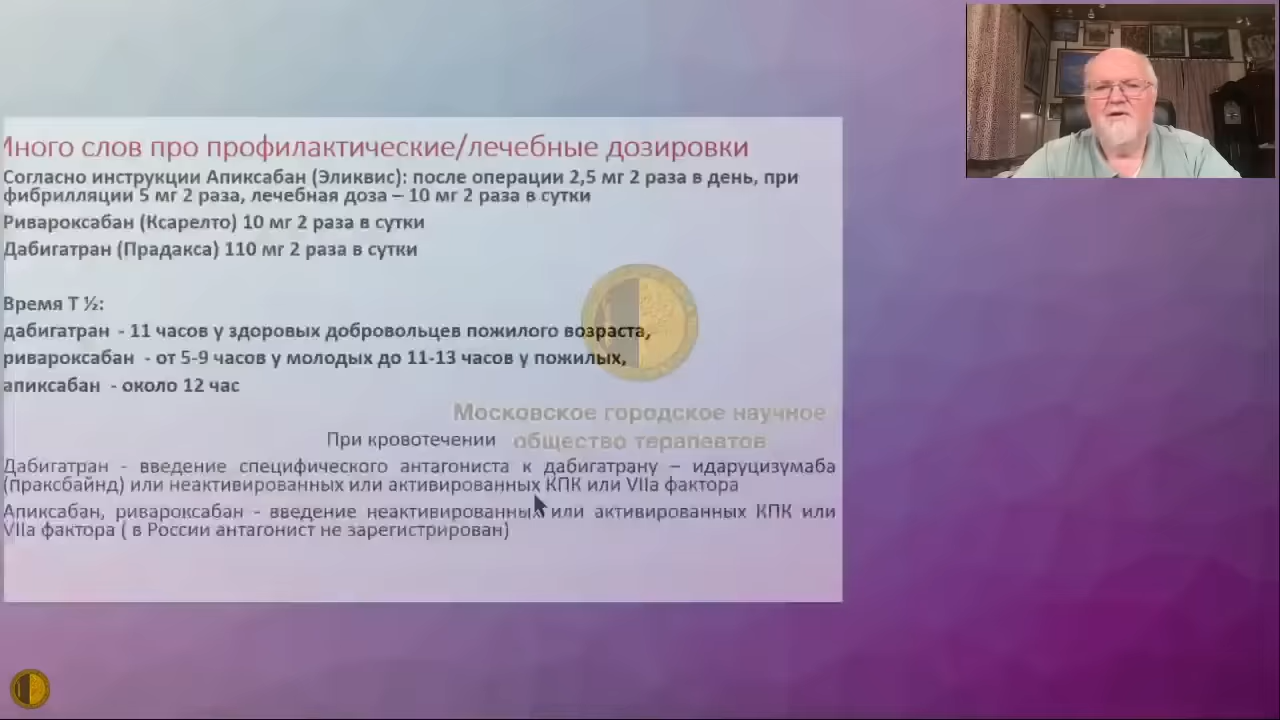 Много слов про профилактические/лечебные дозировки
Согласно инструкции Апиксабан (Эликвис): после операции 2,5 мг 2 раза в день, при
фибрилляции 5 мг 2 раза, лечебная доза – 10 мг 2 раза в сутки
Ривароксабан (Ксарелто) 10 мг 2 раза в сутки
Дабигатран (Прадакса) 110 мг 2 раза в сутки
Время Т ½:
дабигатран - 11 часов у здоровых добровольцев пожилого возраста,
ривароксабан - от 5-9 часов у молодых до 11-13 часов у пожилых,
апиксабан - около 12 час
Московское городское научное
общество терапевтов
При кровотечении
Дабигатран - введение специфического антагониста к дабигатрану – идаруцизумаба
(праксбайнд) или неактивированных или активированных КПК или VIIa фактора
Апиксабан, ривароксабан - введение неактивированных или активированных КПК или
VIIa фактора ( в России антагонист не зарегистрирован)